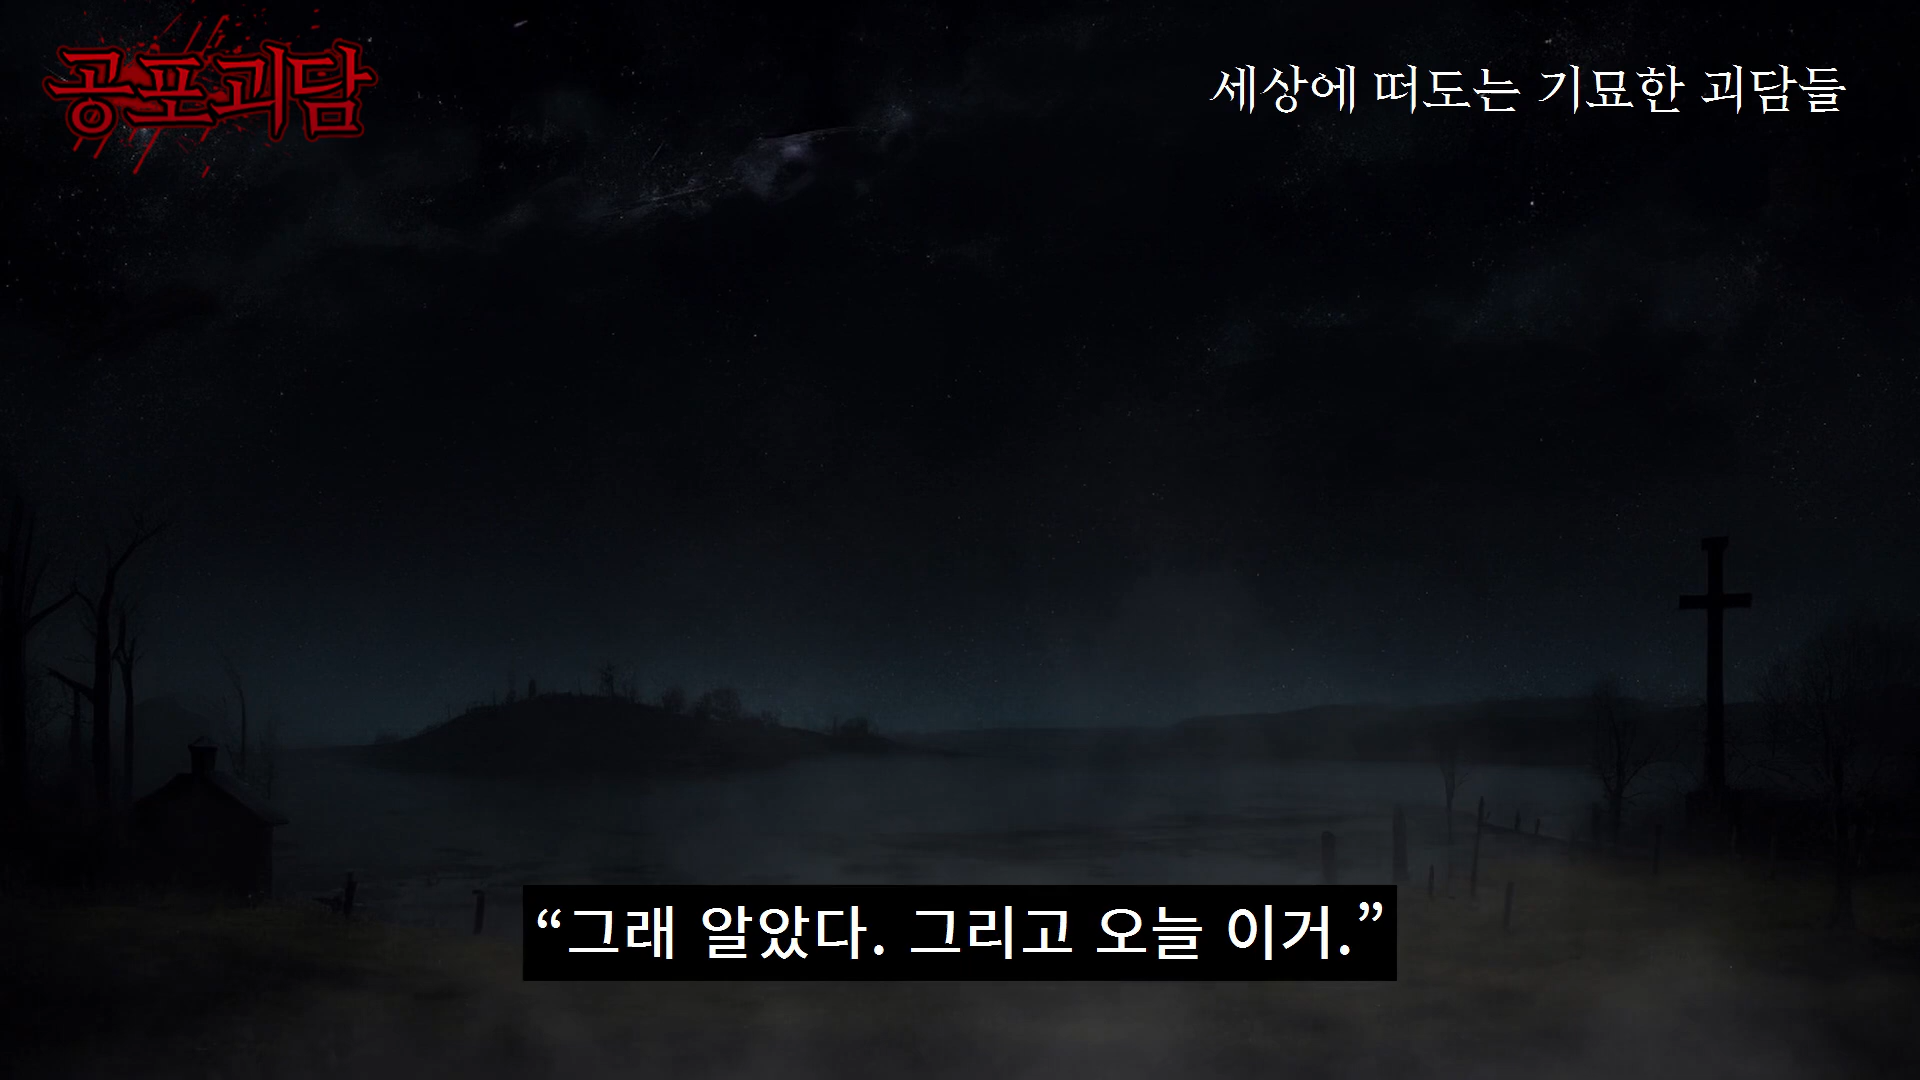 공포괴담
세상에 떠도는 기묘한 괴담들
“그래 알았다. 그리고 오늘 이거.”